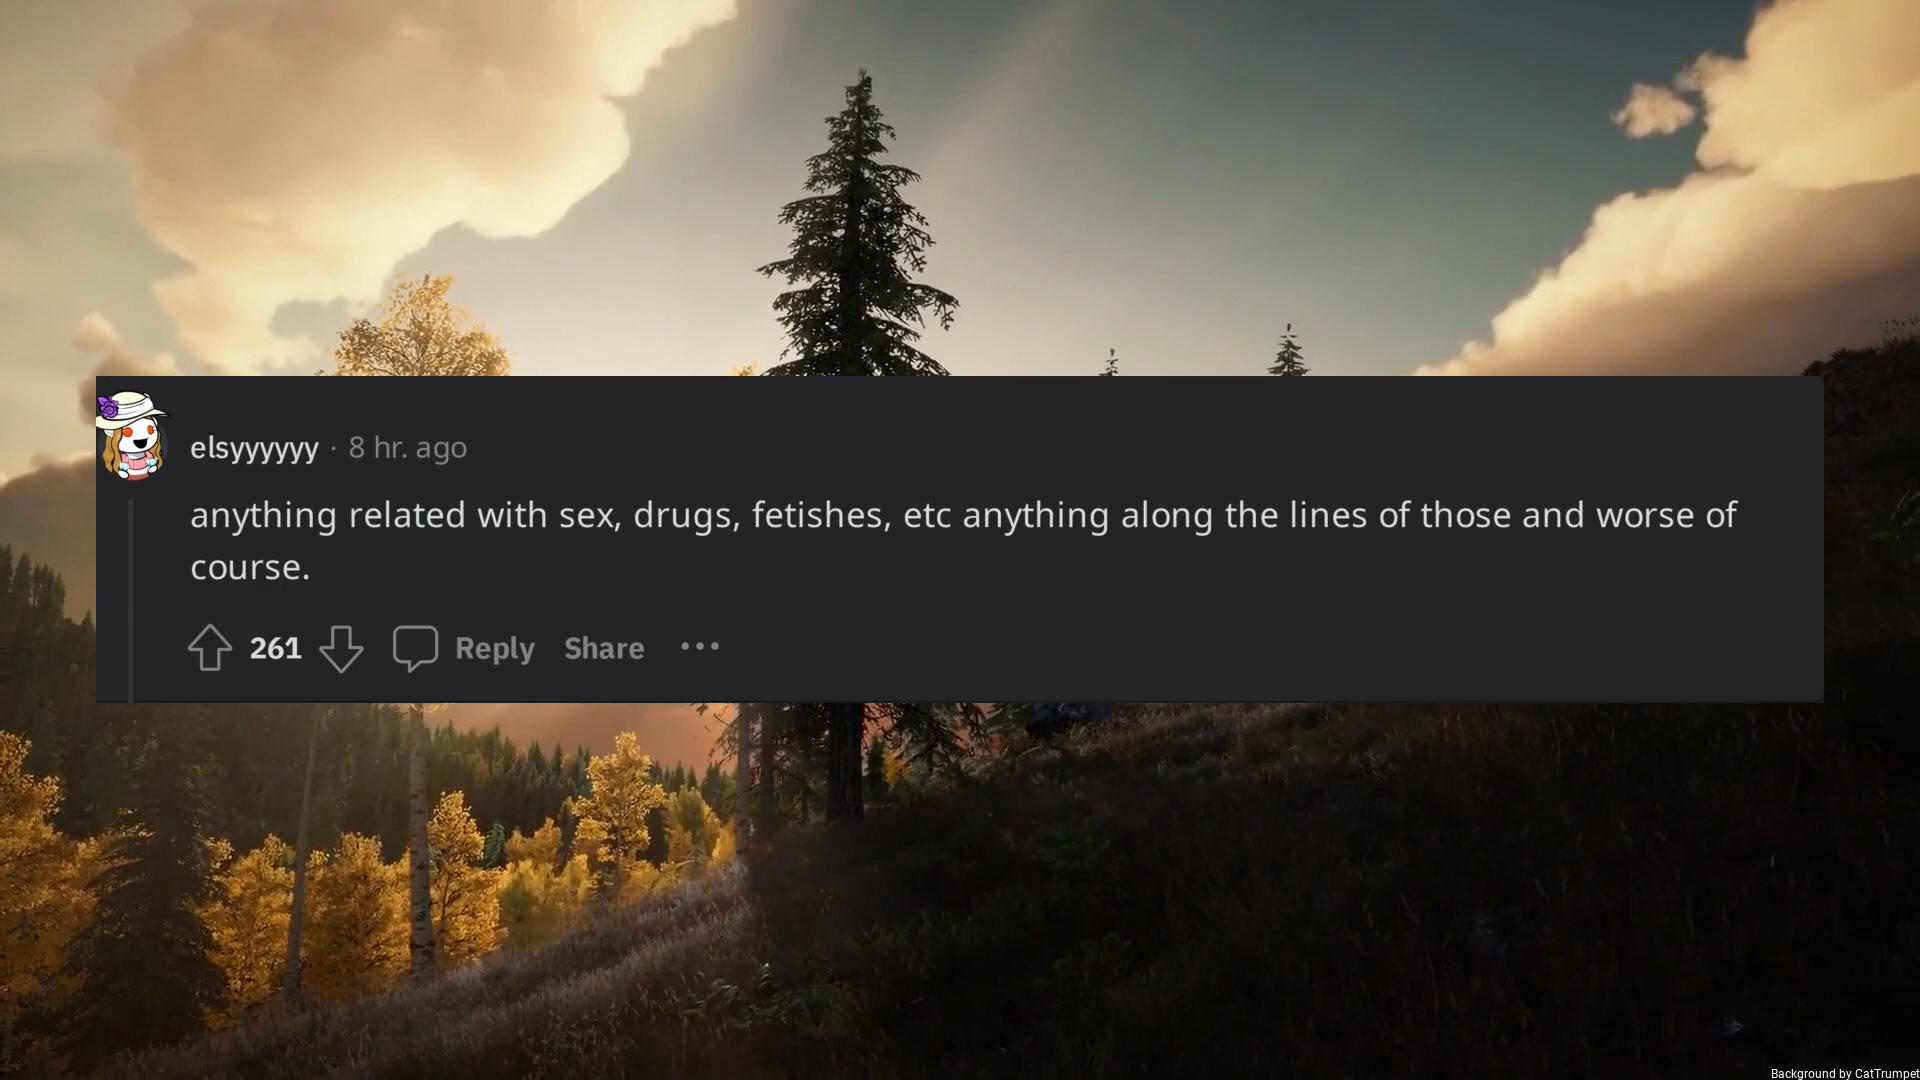 elsyyyyyy · 8 hr. ago
anything related with sex, drugs, fetishes, etc anything along the lines of those and worse of
course.
261 Reply Share ···
Background by CatTrumpet